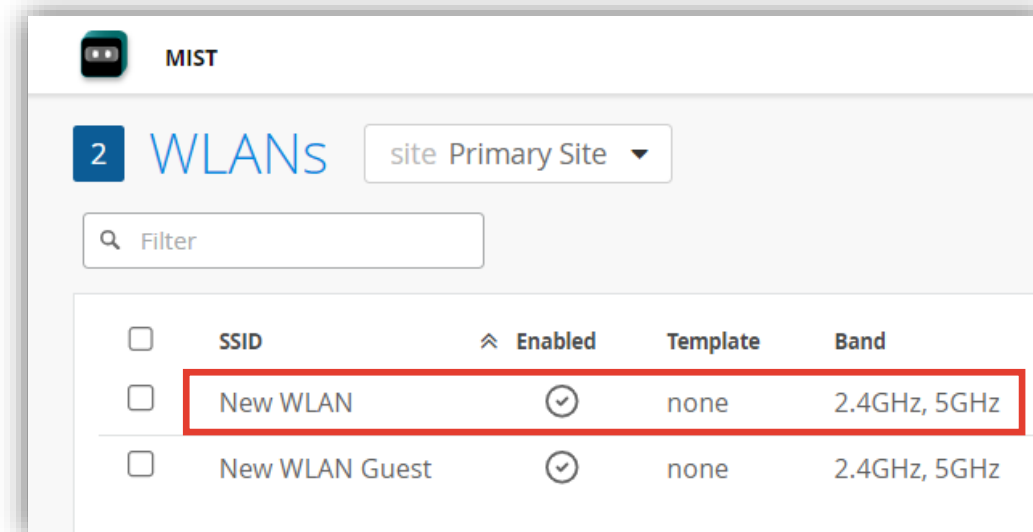 MIST
2 WLANs site Primary Site
Filter
SSID Enabled Template Band
New WLAN none 2.4GHz, 5GHz
New WLAN Guest none 2.4GHz, 5GHz